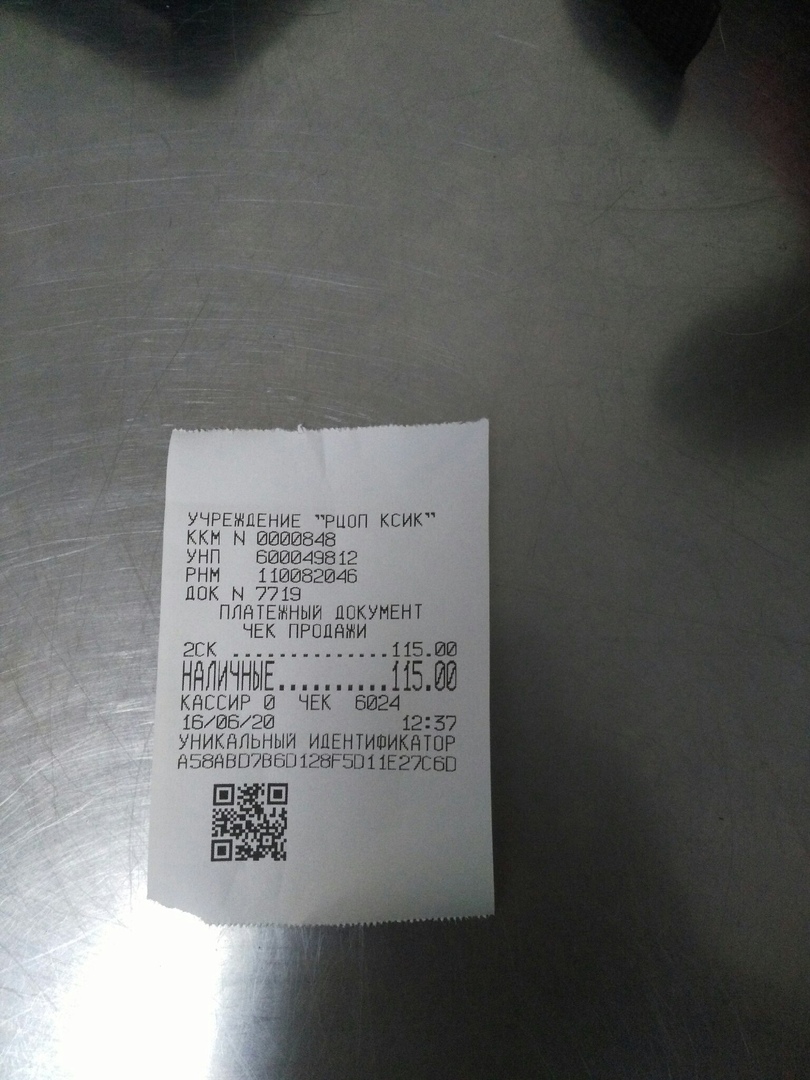 УЧРЕЖДЕНИЕ "РЦОП КСИК"
ККМ N 0000848
УНП 600049812
РНМ 110082046
ДОК N 7719
ПЛАТЕЖНЫЙ ДОКУМЕНТ
ЧЕК ПРОДАЖИ
2СК ..............115.00
НАЛИЧНЫЕ..........115.00
КАССИР 0 ЧЕК 6024
16/06/20 12:37
УНИКАЛЬНЫЙ ИДЕНТИФИКАТОР
A58ABD7B6D128F5D11E27C6D